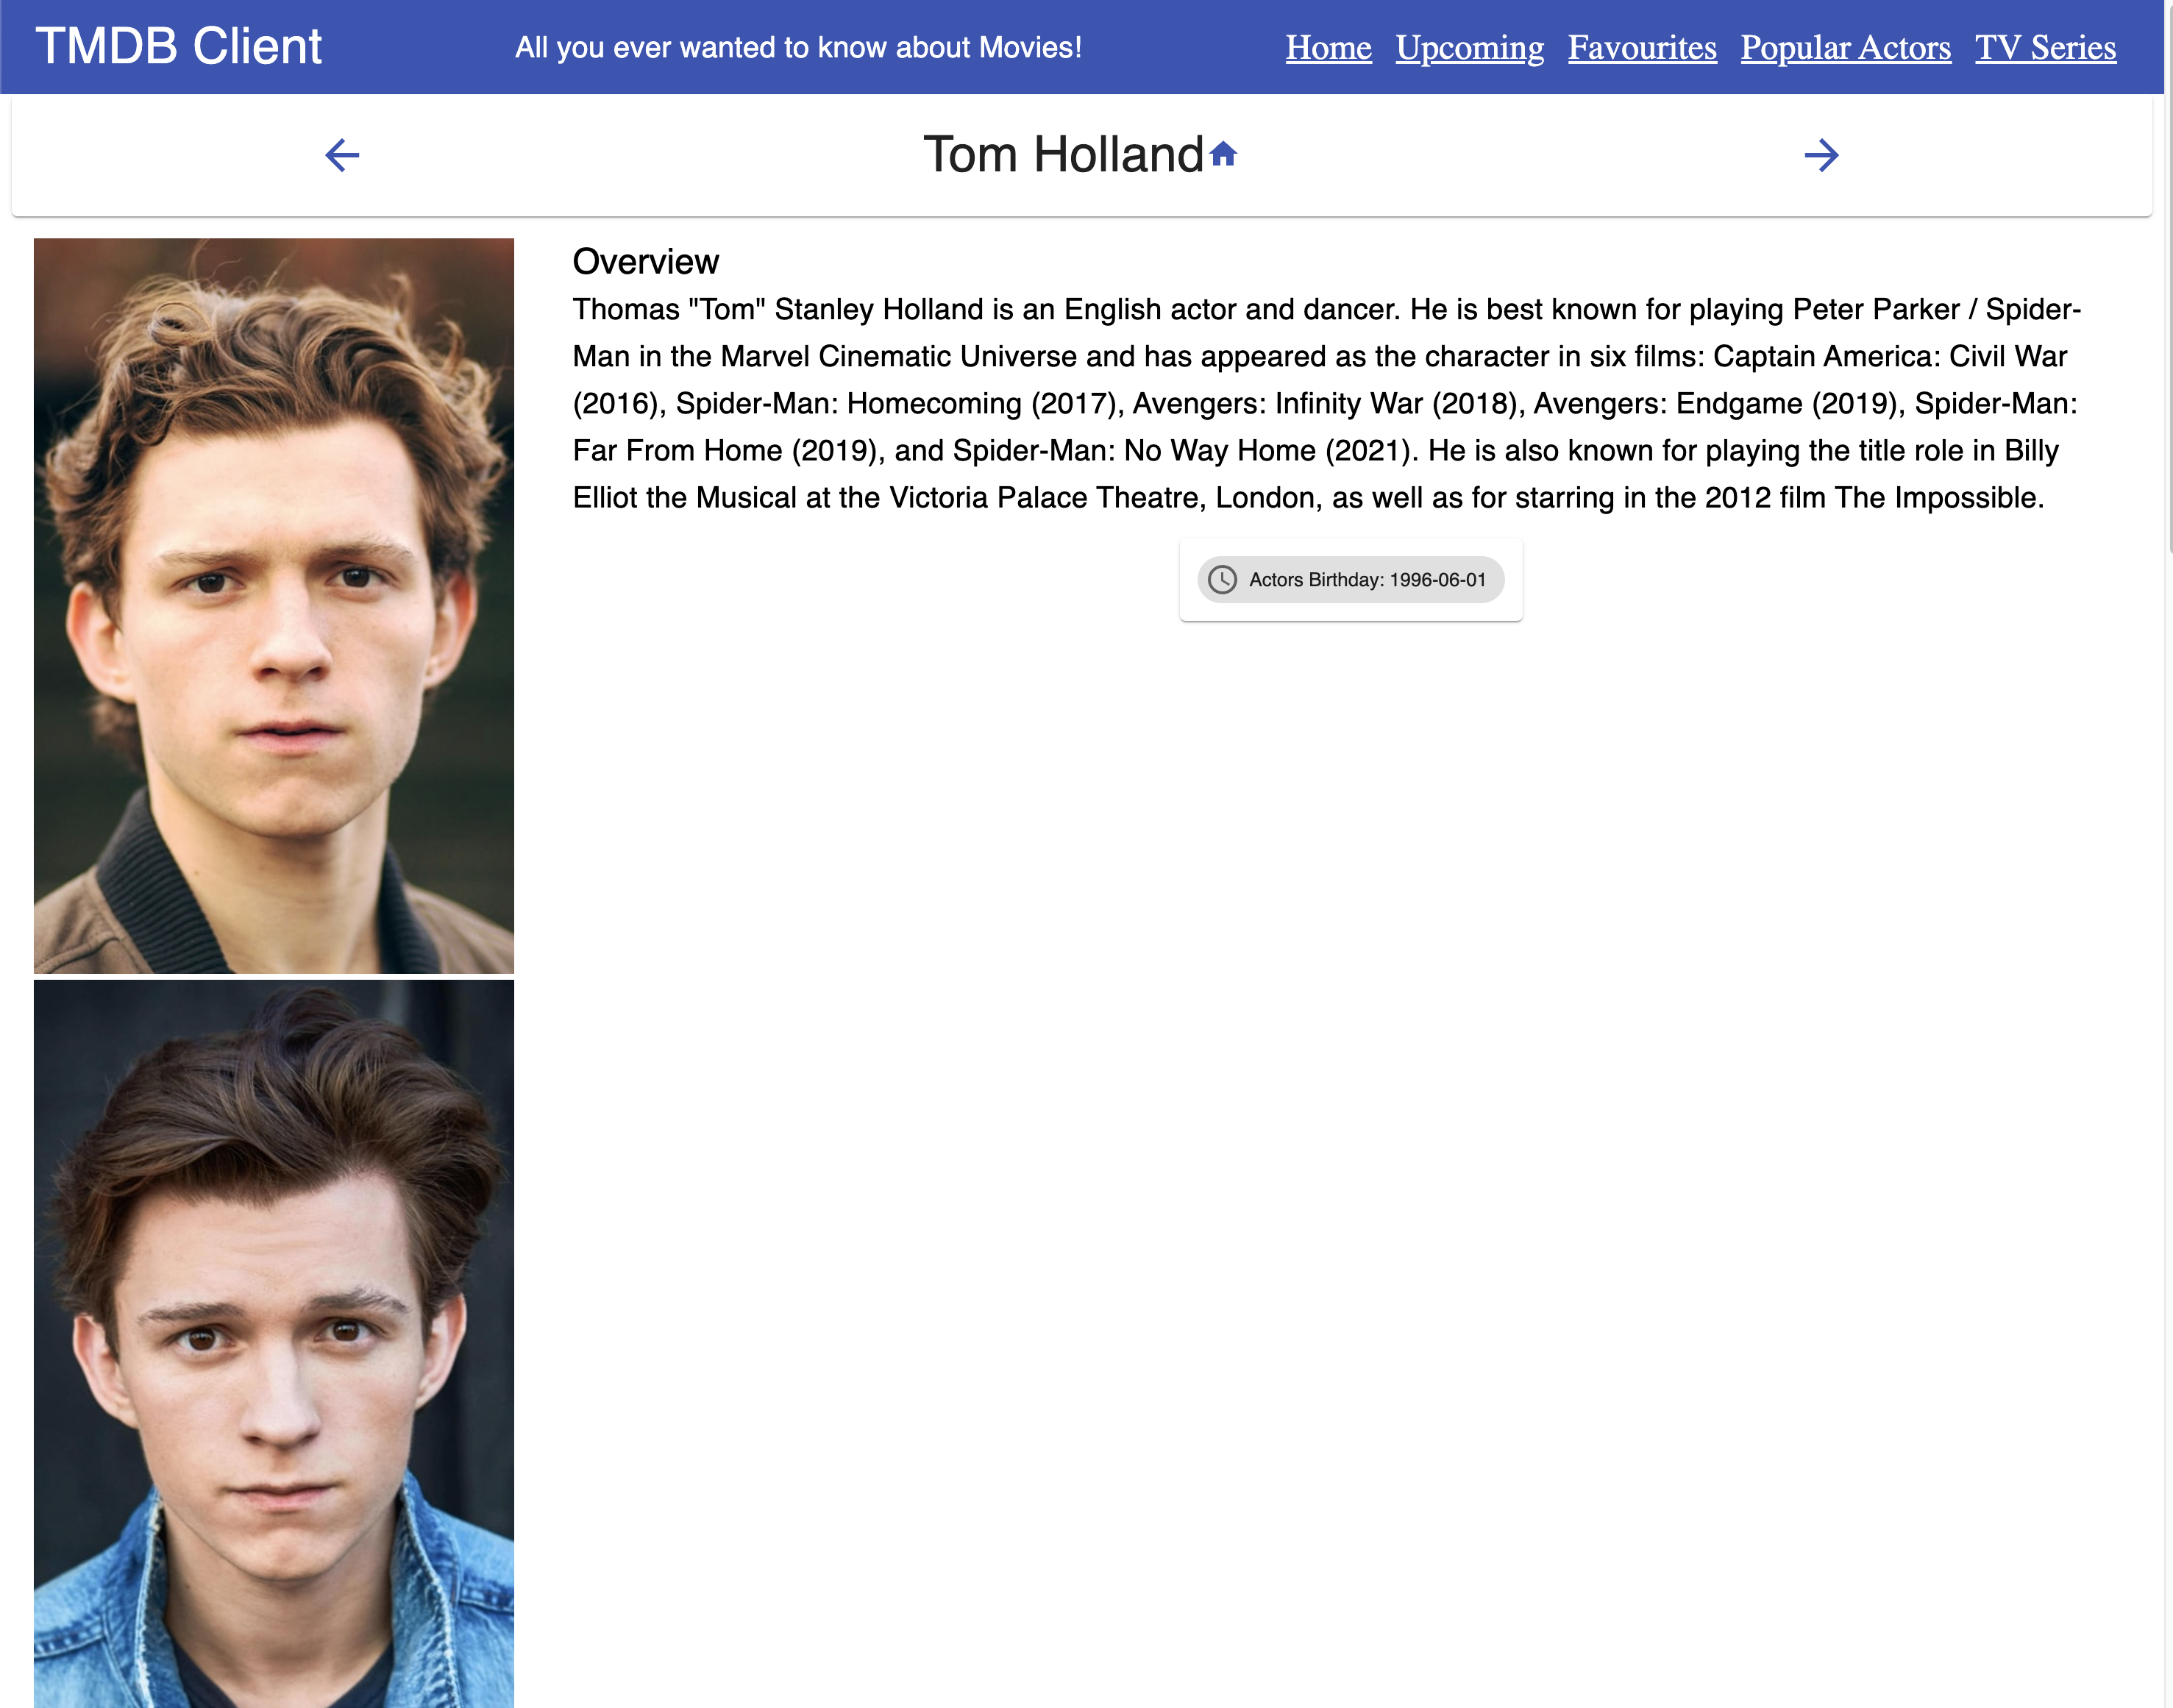 TMDB Client
All you ever wanted to know about Movies!
Home Upcoming Favourites Popular Actors TV Series
Tom Holland
Overview
Thomas "Tom" Stanley Holland is an English actor and dancer. He is best known for playing Peter Parker / Spider-
Man in the Marvel Cinematic Universe and has appeared as the character in six films: Captain America: Civil War
(2016), Spider-Man: Homecoming (2017), Avengers: Infinity War (2018), Avengers: Endgame (2019), Spider-Man:
Far From Home (2019), and Spider-Man: No Way Home (2021). He is also known for playing the title role in Billy
Elliot the Musical at the Victoria Palace Theatre, London, as well as for starring in the 2012 film The Impossible.
Actors Birthday: 1996-06-01